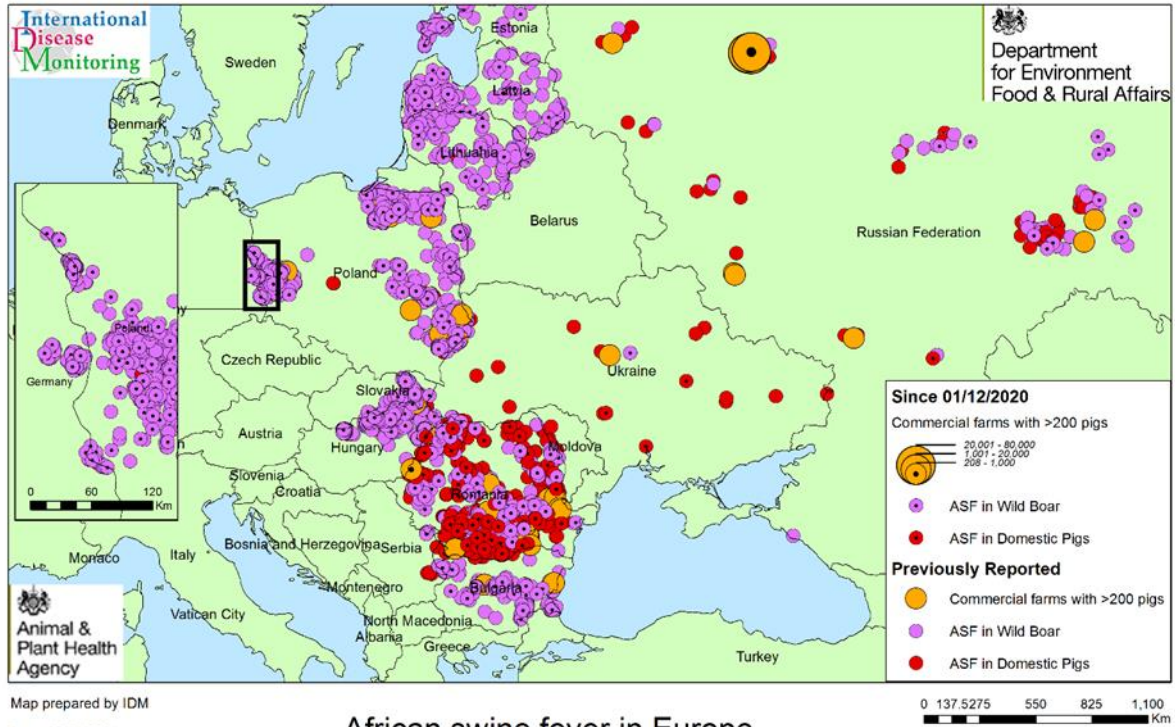 International
Disease
Monitoring
Department
for Environment
Food & Rural Affairs
Sweden
Estonia
Latvia
Denmark
Lithuania
Belarus
Russian Federation
Poland
Poland
Germany
Czech Republic
Ukraine
Slovakia
Austria
Hungary
Moldova
Slovenia
Croatia
Romania
0 60 120
Km
Bosnia and Herzegovina
Serbia
Monaco
Italy
Montenegro
Bulgaria
Vatican City
North Macedonia
Albania
Greece
Turkey
Since 01/12/2020
Commercial farms with >200 pigs
20,001 - 80,000
1,001 - 20,000
208 - 1,000
ASF in Wild Boar
ASF in Domestic Pigs
Previously Reported
Commercial farms with >200 pigs
ASF in Wild Boar
ASF in Domestic Pigs
Animal &
Plant Health
Agency
Map prepared by IDM
0 137.5275 550 825 1,100
Km